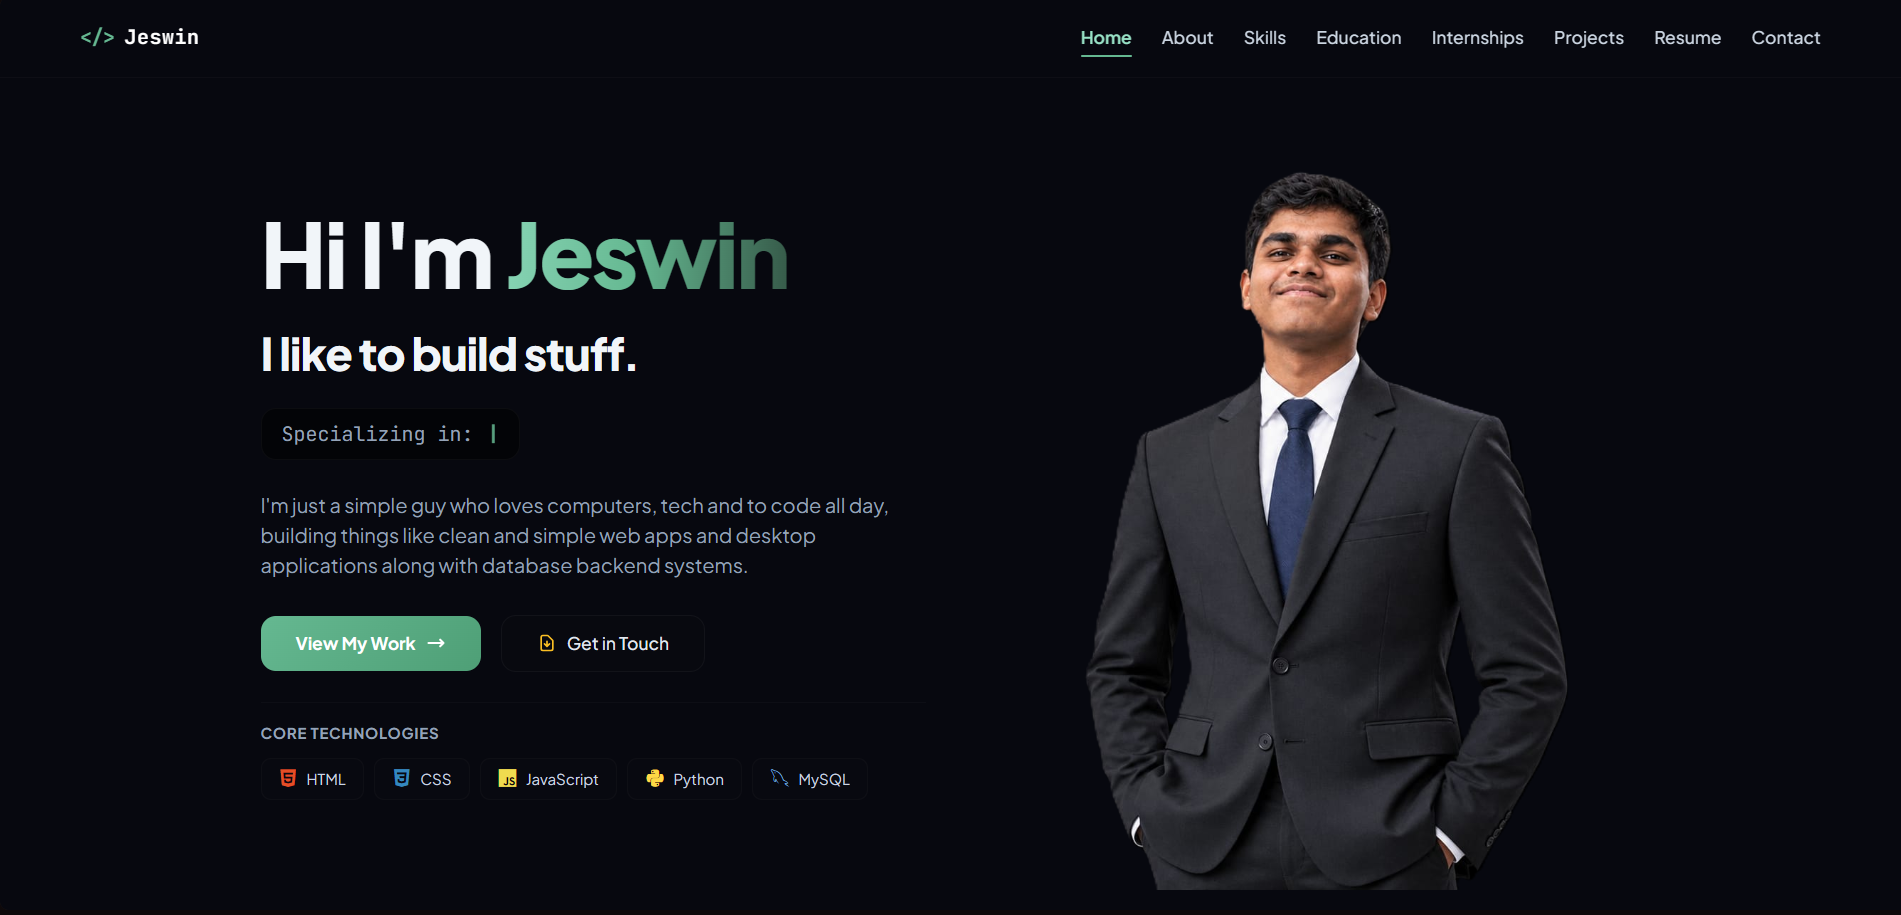 </> Jeswin
Home About Skills Education Internships Projects Resume Contact
Hi I'm Jeswin
I like to build stuff.
Specializing in: |
I'm just a simple guy who loves computers, tech and to code all day,
building things like clean and simple web apps and desktop
applications along with database backend systems.
View My Work → Get in Touch
CORE TECHNOLOGIES
HTML CSS JS JavaScript Python MySQL